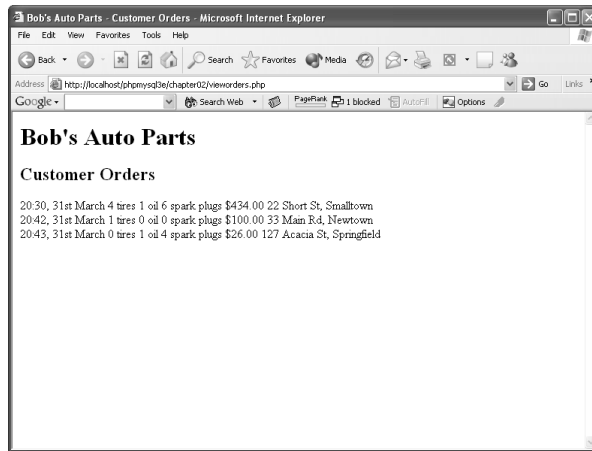 Bob's Auto Parts - Customer Orders - Microsoft Internet Explorer
File Edit View Favorites Tools Help
Back Search Favorites Media
Address http://localhost/phpmysql3e/chapter02/vieworders.php Go Links
Google Search Web PageRank 1 blocked AutoFill Options
Bob's Auto Parts
Customer Orders
20:30, 31st March 4 tires 1 oil 6 spark plugs $434.00 22 Short St, Smalltown
20:42, 31st March 1 tires 0 oil 0 spark plugs $100.00 33 Main Rd, Newtown
20:43, 31st March 0 tires 1 oil 4 spark plugs $26.00 127 Acacia St, Springfield